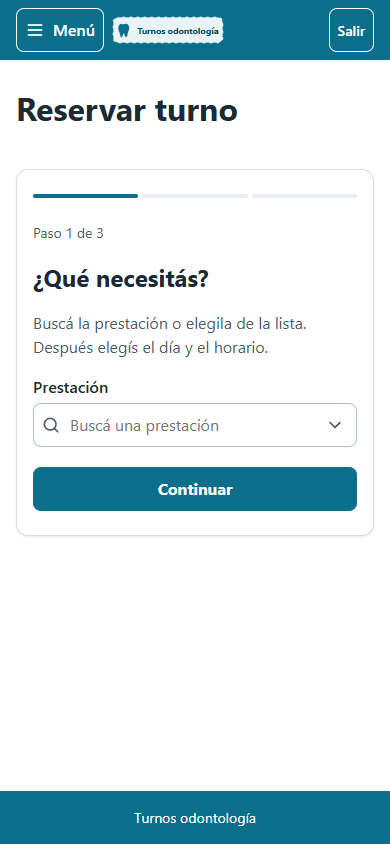 Menú
Turnos odontología
Salir
Reservar turno
Paso 1 de 3
¿Qué necesitás?
Buscá la prestación o elegila de la lista.
Después elegís el día y el horario.
Prestación
Buscá una prestación
Continuar
Turnos odontología